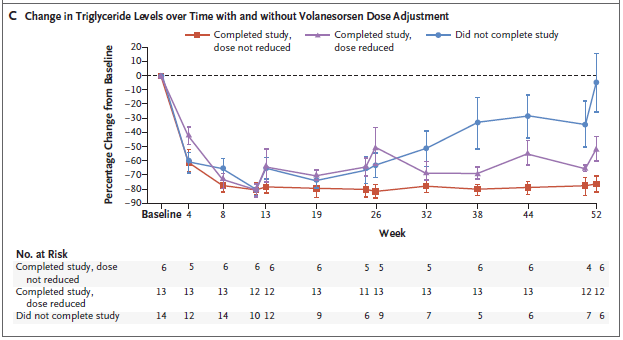 C Change in Triglyceride Levels over Time with and without Volanesorsen Dose Adjustment
Completed study, dose not reduced
Completed study, dose reduced
Did not complete study
Percentage Change from Baseline
20
10
0
−10
−20
−30
−40
−50
−60
−70
−80
−90
Baseline 4 8 13 19 26 32 38 44 52
Week
No. at Risk
Completed study, dose not reduced 6 5 6 6 6 6 5 5 5 6 6 4 6
Completed study, dose reduced 13 13 13 12 12 13 11 13 13 13 13 12 12
Did not complete study 14 12 14 10 12 9 6 9 7 5 6 7 6